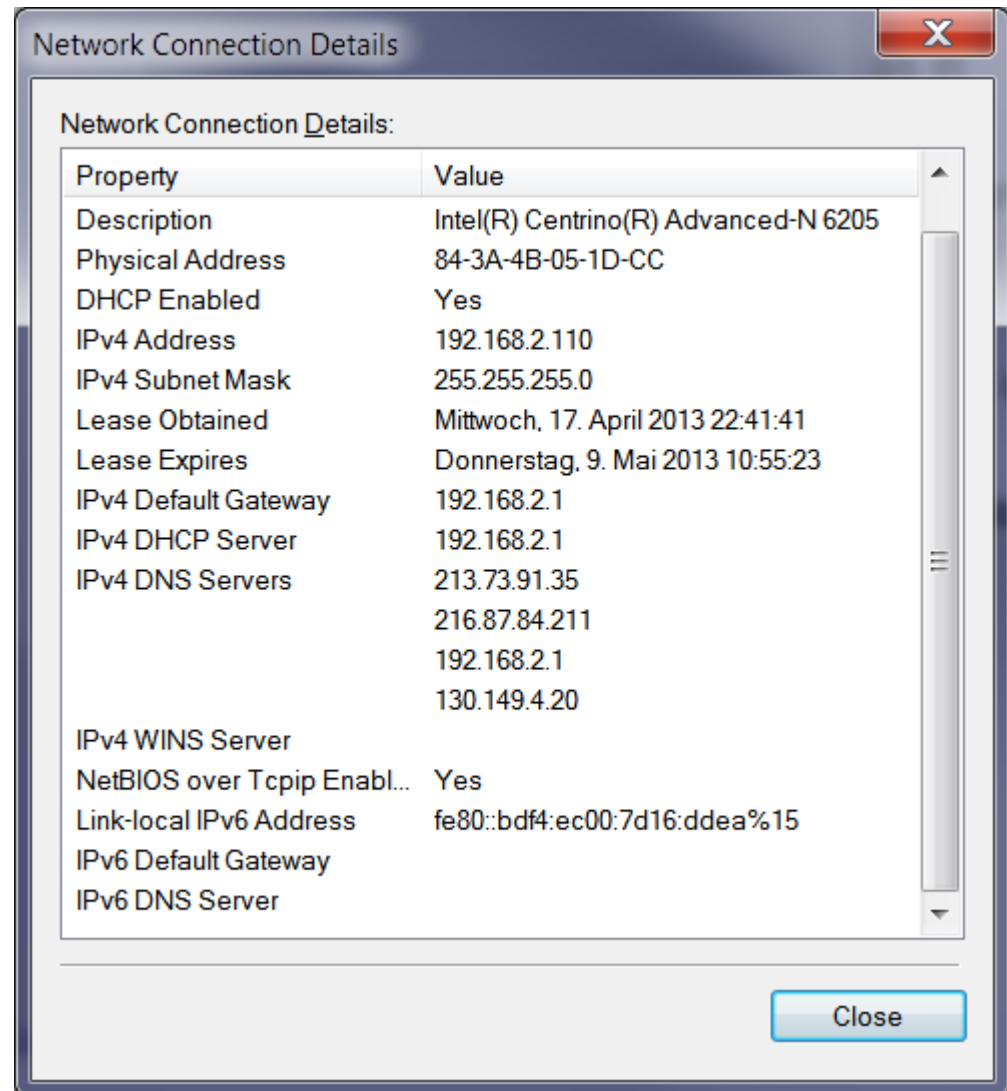 Network Connection Details
Network Connection Details:
Property Value
Description Intel(R) Centrino(R) Advanced-N 6205
Physical Address 84-3A-4B-05-1D-CC
DHCP Enabled Yes
IPv4 Address 192.168.2.110
IPv4 Subnet Mask 255.255.255.0
Lease Obtained Mittwoch, 17. April 2013 22:41:41
Lease Expires Donnerstag, 9. Mai 2013 10:55:23
IPv4 Default Gateway 192.168.2.1
IPv4 DHCP Server 192.168.2.1
IPv4 DNS Servers 213.73.91.35
216.87.84.211
192.168.2.1
130.149.4.20
IPv4 WINS Server
NetBIOS over Tcpip Enabl... Yes
Link-local IPv6 Address fe80::bdf4:ec00:7d16:ddea%15
IPv6 Default Gateway
IPv6 DNS Server
Close